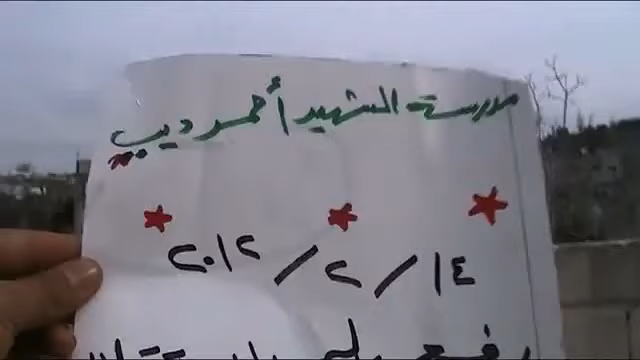 مدرسة الشهيد أحمد ديب
١٤ / ٢ / ٢٠١٢